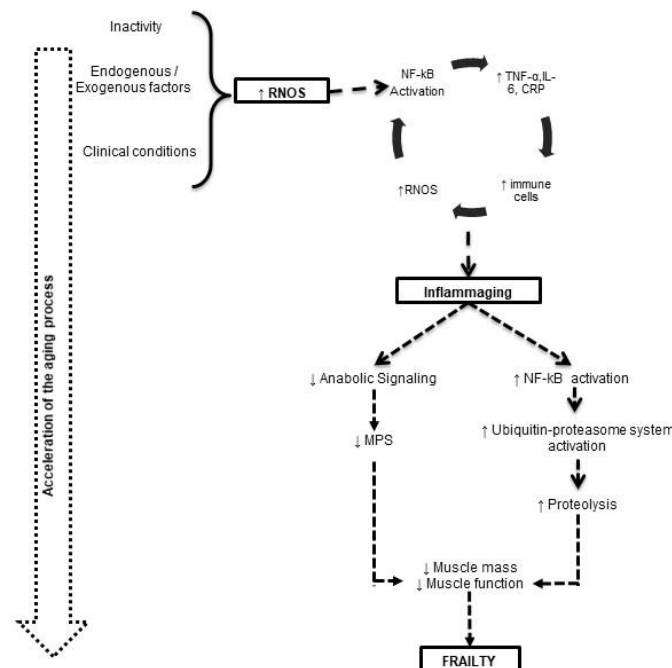 Inactivity
Endogenous /
Exogenous factors
Clinical conditions
↑ RNOS
NF-kB
Activation
↑ TNF-α,IL-
6, CRP
↑ immune
cells
↑RNOS
Inflammaging
↓ Anabolic Signaling
↑ NF-kB activation
↓ MPS
↑ Ubiquitin-proteasome system
activation
↑ Proteolysis
↓ Muscle mass
↓ Muscle function
FRAILTY
Acceleration of the aging process